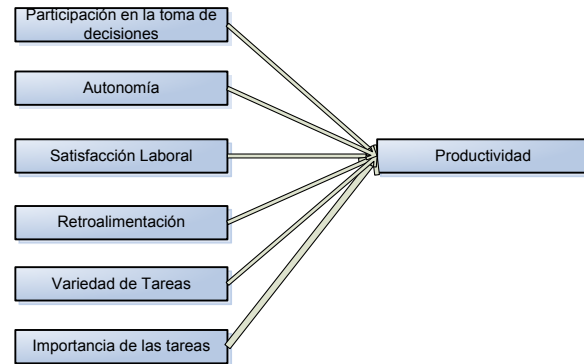 Participación en la toma de
decisiones
Autonomía
Satisfacción Laboral
Productividad
Retroalimentación
Variedad de Tareas
Importancia de las tareas